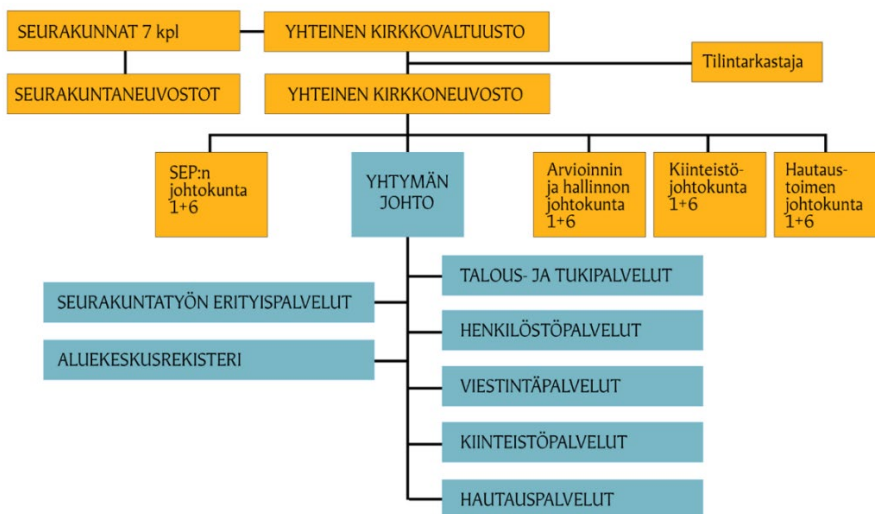 SEURAKUNNAT 7 kpl
YHTEINEN KIRKKOVALTUUSTO
Tilintarkastaja
SEURAKUNTANEUVOSTOT
YHTEINEN KIRKKONEUVOSTO
SEP:n
johtokunta
1+6
YHTYMÄN
JOHTO
Arvioinnin
ja hallinnon
johtokunta
1+6
Kiinteistö-
johtokunta
1+6
Hautaus-
toimen
johtokunta
1+6
SEURAKUNTATYÖN ERITYISPALVELUT
ALUEKESKUSREKISTERI
TALOUS- JA TUKIPALVELUT
HENKILÖSTÖPALVELUT
VIESTINTÄPALVELUT
KIINTEISTÖPALVELUT
HAUTAUSPALVELUT